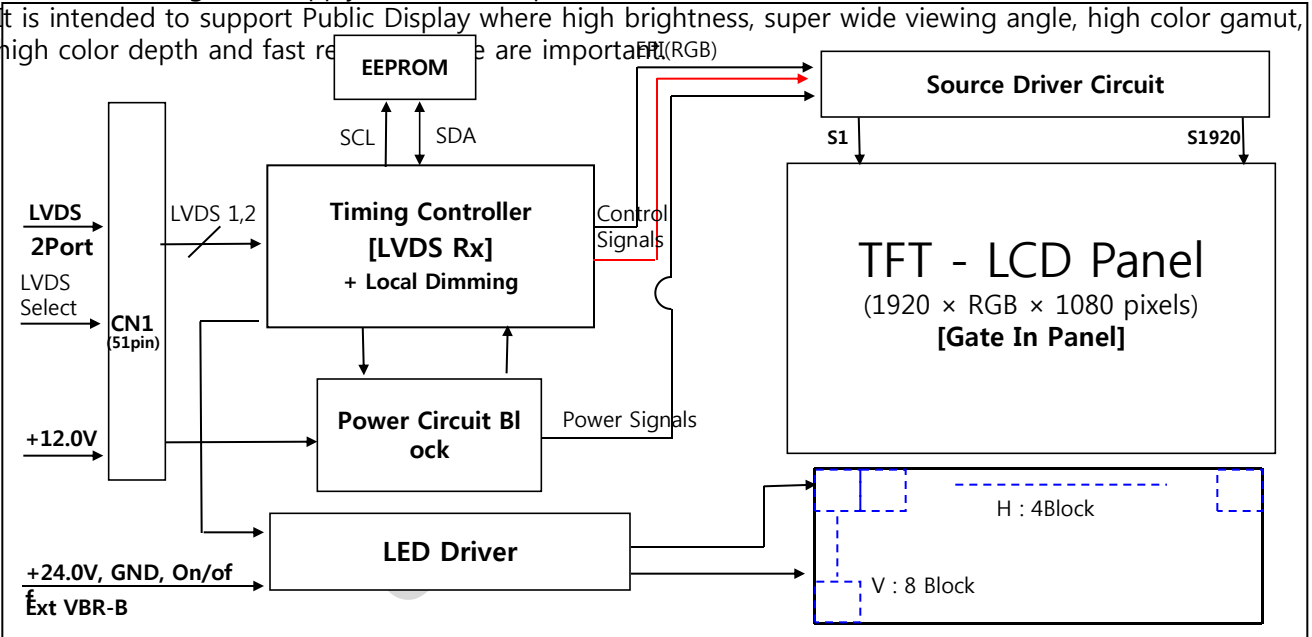 It is intended to support Public Display where high brightness, super wide viewing angle, high color gamut,
high color depth and fast re e are important.
EPI(RGB)
EEPROM
Source Driver Circuit
SCL
SDA
S1
S1920
LVDS
2Port
LVDS 1,2
Timing Controller
[LVDS Rx]
+ Local Dimming
Control
Signals
TFT - LCD Panel
(1920 × RGB × 1080 pixels)
[Gate In Panel]
LVDS
Select
CN1
(51pin)
+12.0V
Power Circuit Bl
ock
Power Signals
H : 4Block
LED Driver
V : 8 Block
+24.0V, GND, On/of
f
Ext VBR-B